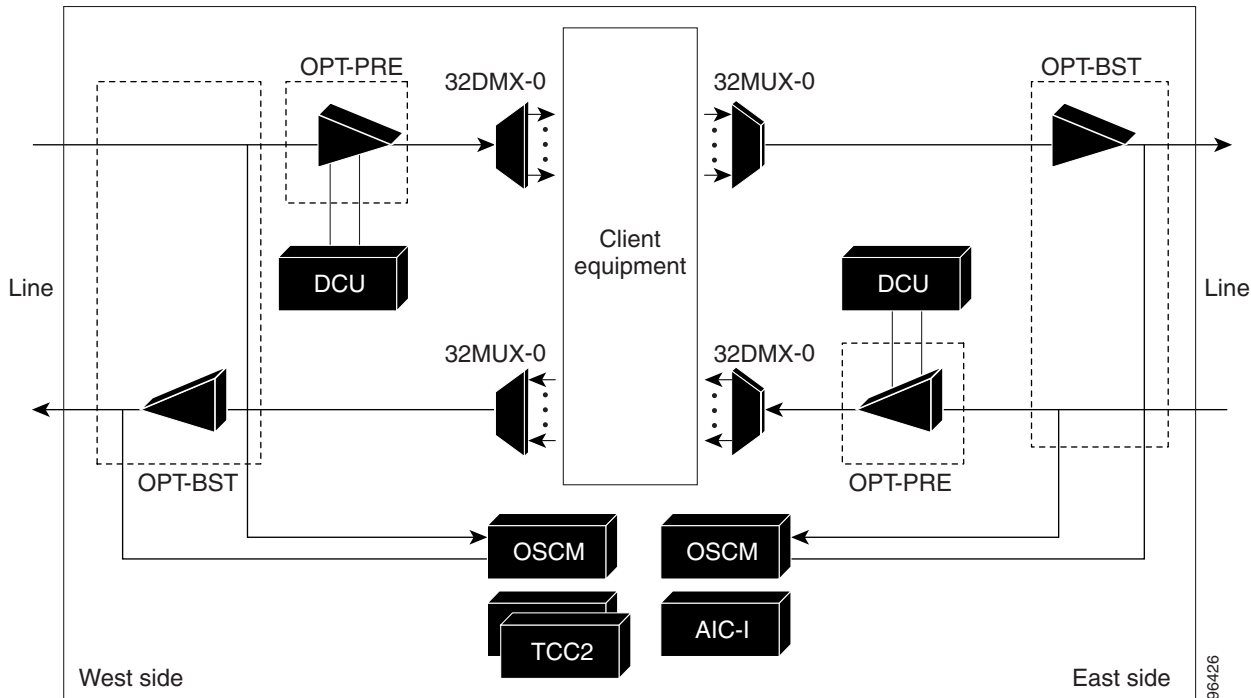 OPT-PRE
OPT-BST
32DMX-0
32MUX-0
Client
equipment
DCU
DCU
Line
Line
32MUX-0
32DMX-0
OPT-BST
OPT-PRE
OSCM
OSCM
TCC2
AIC-I
West side
East side
96426